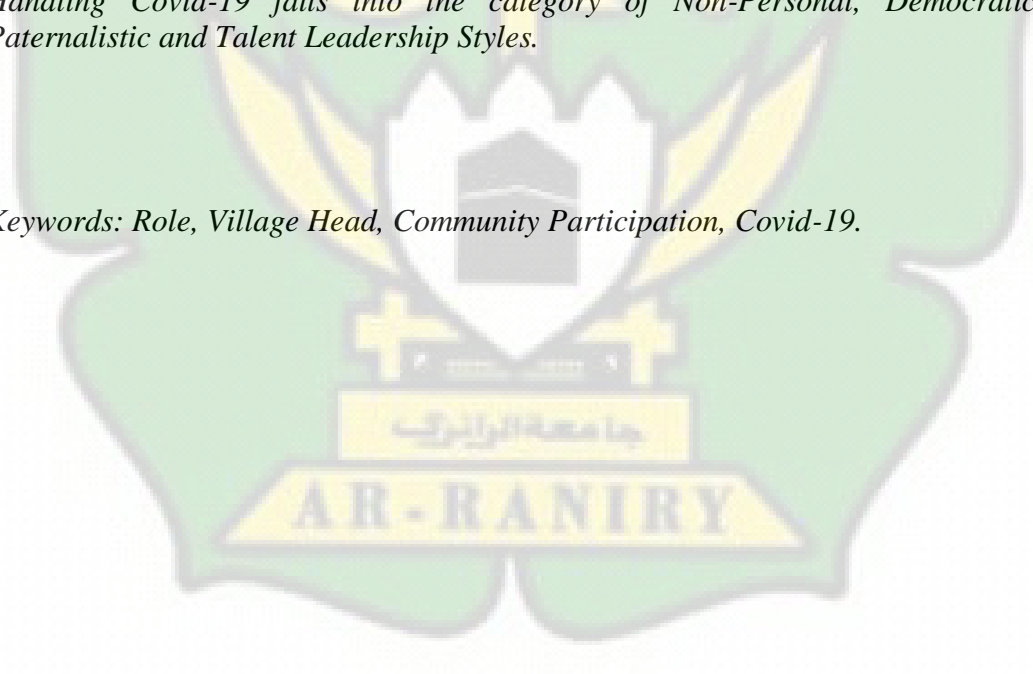 Handling Covid-19 falls into the category of Non-Personal, Democratic
Paternalistic and Talent Leadership Styles.
Keywords: Role, Village Head, Community Participation, Covid-19.
جامعة الرانري
AR-RANIRY